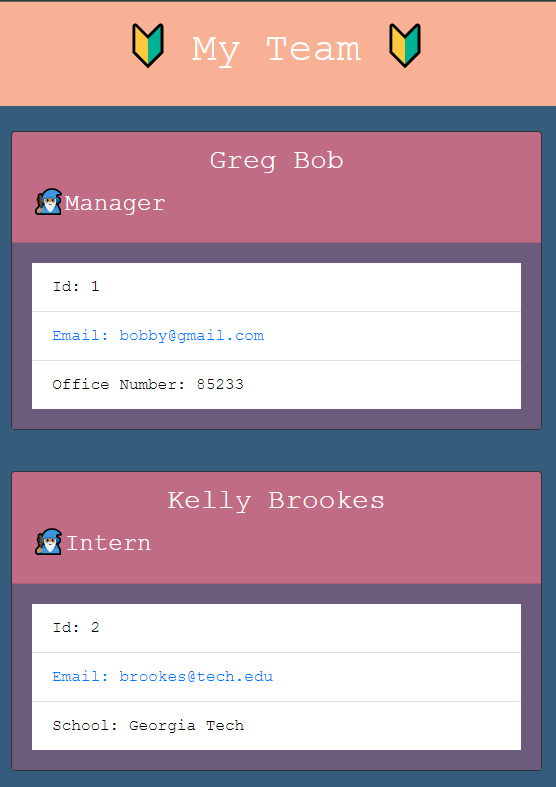 My Team
Greg Bob
Manager
Id: 1
Email: bobby@gmail.com
Office Number: 85233
Kelly Brookes
Intern
Id: 2
Email: brookes@tech.edu
School: Georgia Tech